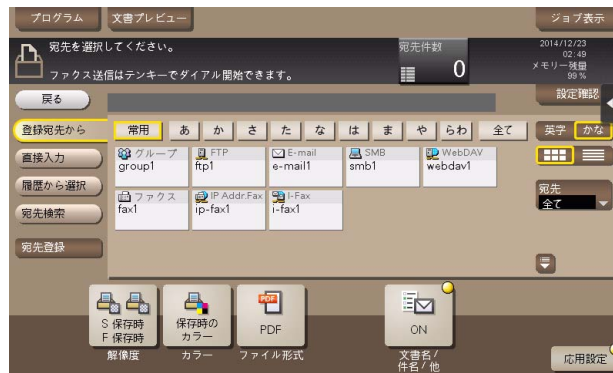 プログラム
文書プレビュー
ジョブ表示
宛先を選択してください。
ファクス送信はテンキーでダイアル開始できます。
宛先件数
0
2014/12/23
02:49
メモリー残量
99 %
戻る
設定確認
登録宛先から
常用
あ
か
さ
た
な
は
ま
や
らわ
全て
英字
かな
直接入力
履歴から選択
宛先検索
宛先登録
グループ
group1
FTP
ftp1
E-mail
e-mail1
SMB
smb1
WebDAV
webdav1
ファクス
fax1
IP Addr.Fax
ip-fax1
I-Fax
i-fax1
宛先
全て
S 保存時
F 保存時
解像度
保存時の
カラー
カラー
PDF
PDF
ファイル形式
ON
文書名/
件名/他
応用設定